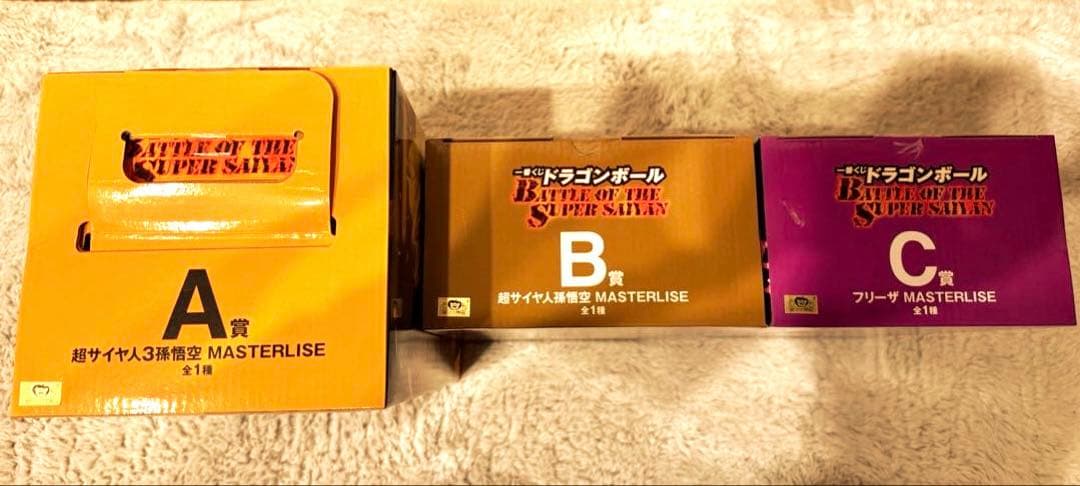 BATTLE OF THE
SUPER SAIYAN
A賞
超サイヤ人3孫悟空 MASTERLISE
全1種
一番くじ ドラゴンボール
BATTLE OF THE
SUPER SAIYAN
B賞
超サイヤ人孫悟空 MASTERLISE
全1種
一番くじ ドラゴンボール
BATTLE OF THE
SUPER SAIYAN
C賞
フリーザ MASTERLISE
全1種